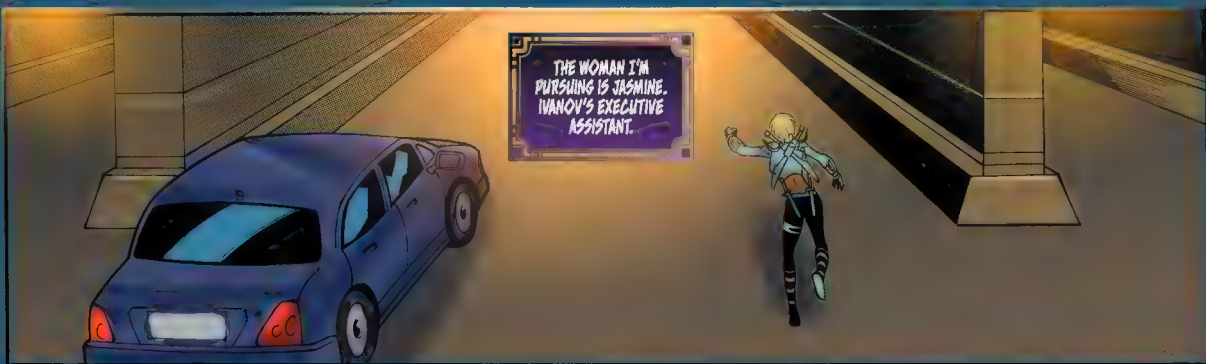 THE WOMAN I'M
PURSUING IS JASMINE.
IVANOV'S EXECUTIVE
ASSISTANT.